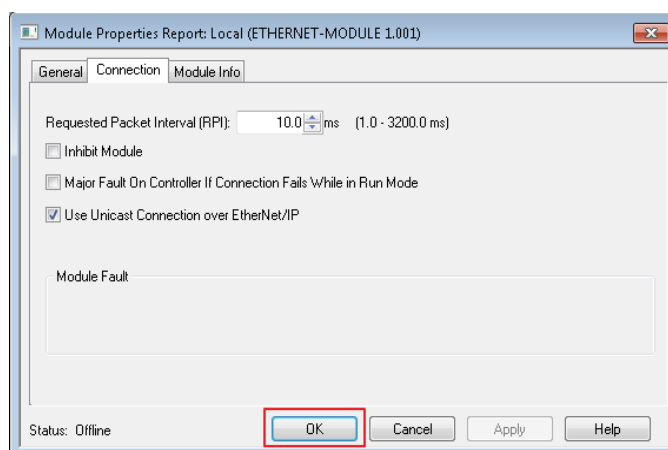 Module Properties Report: Local (ETHERNET-MODULE 1.001)
General Connection Module Info
Requested Packet Interval (RPI): 10.0 ms (1.0 - 3200.0 ms)
Inhibit Module
Major Fault On Controller If Connection Fails While in Run Mode
Use Unicast Connection over EtherNet/IP
Module Fault
Status: Offline OK Cancel Apply Help